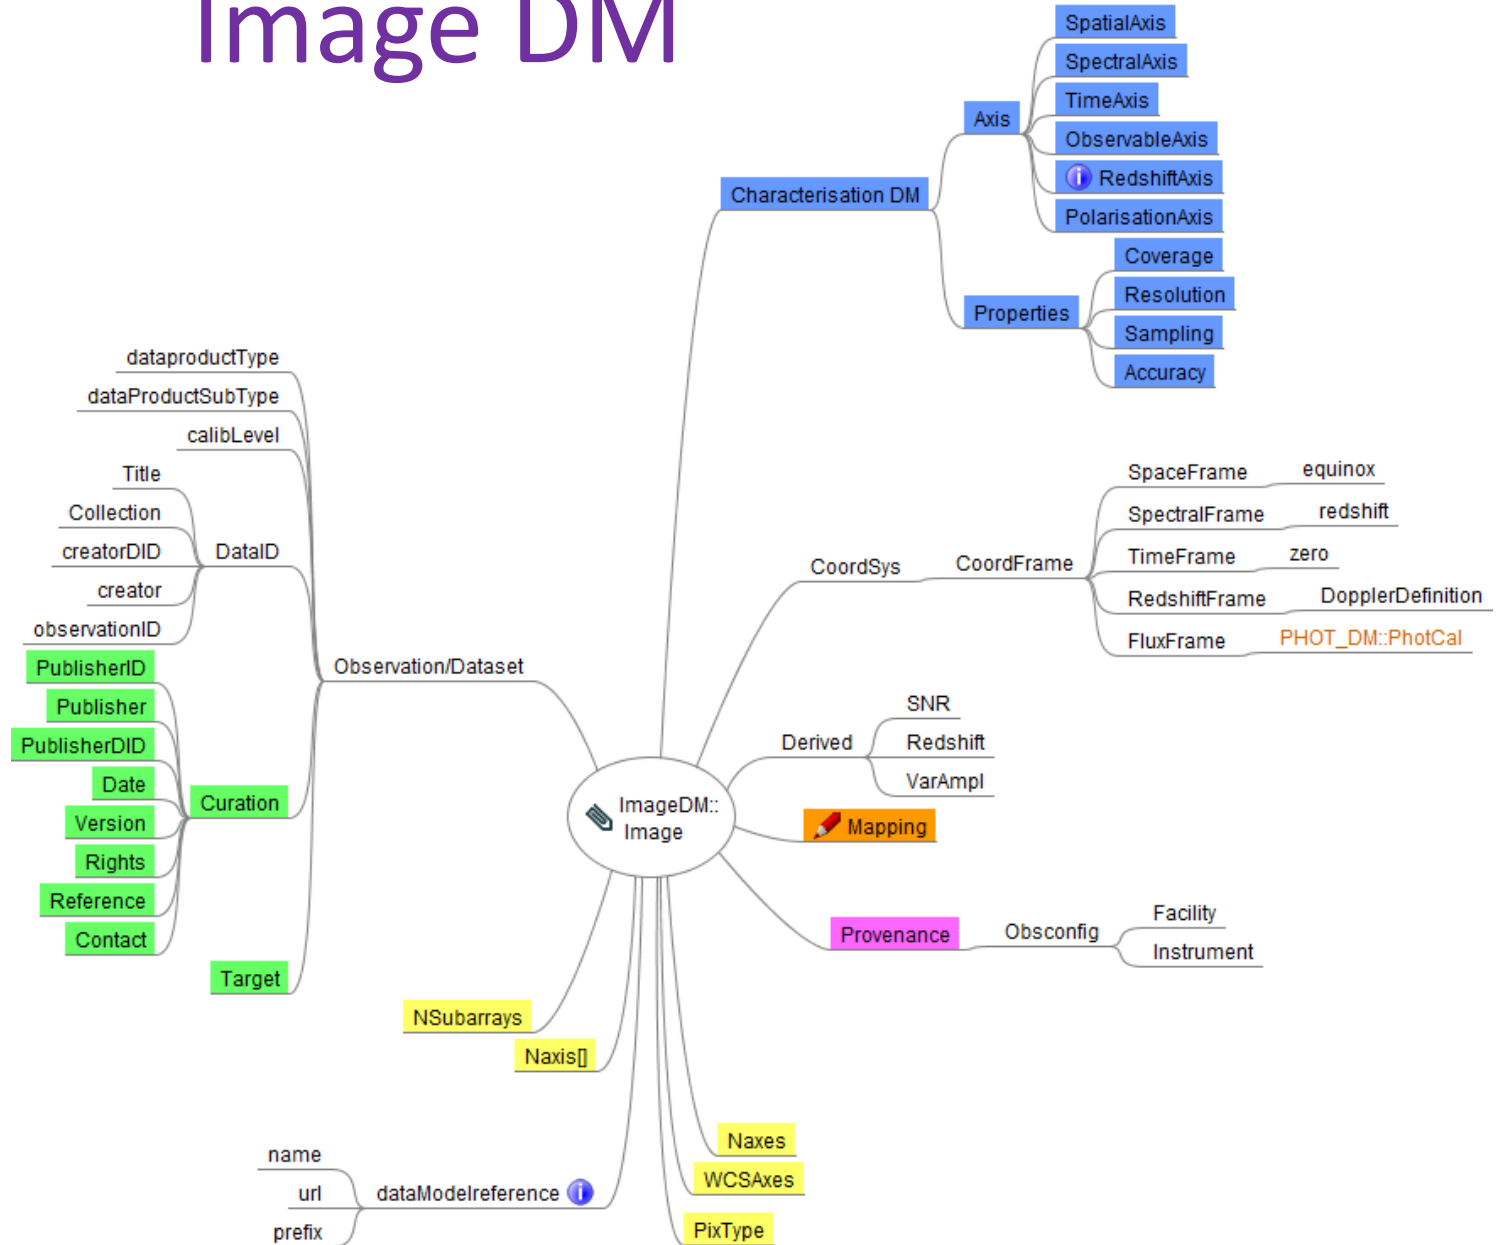 Image DM
SpatialAxis
SpectralAxis
TimeAxis
Axis
ObservableAxis
RedshiftAxis
Characterisation DM
PolarisationAxis
Coverage
Resolution
Properties
Sampling
Accuracy
dataproductType
dataProductSubType
calibLevel
Title
Collection
creatorDID
DataID
creator
observationID
PublisherID
Observation/Dataset
Publisher
PublisherDID
Date
Curation
Version
Rights
Reference
Contact
Target
SpaceFrame
equinox
SpectralFrame
redshift
CoordSys
CoordFrame
TimeFrame
zero
RedshiftFrame
DopplerDefinition
FluxFrame
PHOT_DM::PhotCal
SNR
Derived
Redshift
VarAmpl
ImageDM::
Image
Mapping
Provenance
Obsconfig
Facility
Instrument
NSubarrays
Naxis[]
Naxes
WCSAxes
PixType
name
url
dataModelreference
prefix